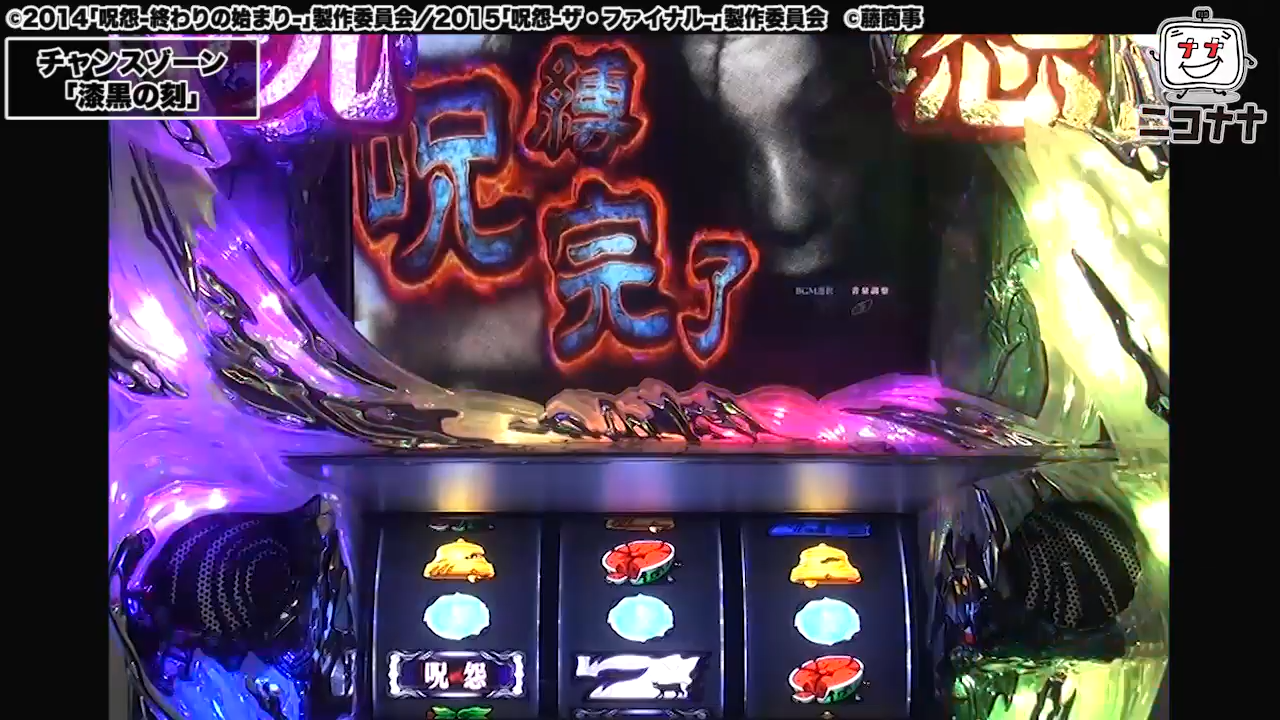 ©2014「呪怨-終わりの始まり-」製作委員会／2015「呪怨-ザ・ファイナル-」製作委員会　©藤商事
チャンスゾーン
「漆黒の刻」
ニコナナ
呪
怨
呪縛
完了
BGM選択　音量調整
呪 怨
7